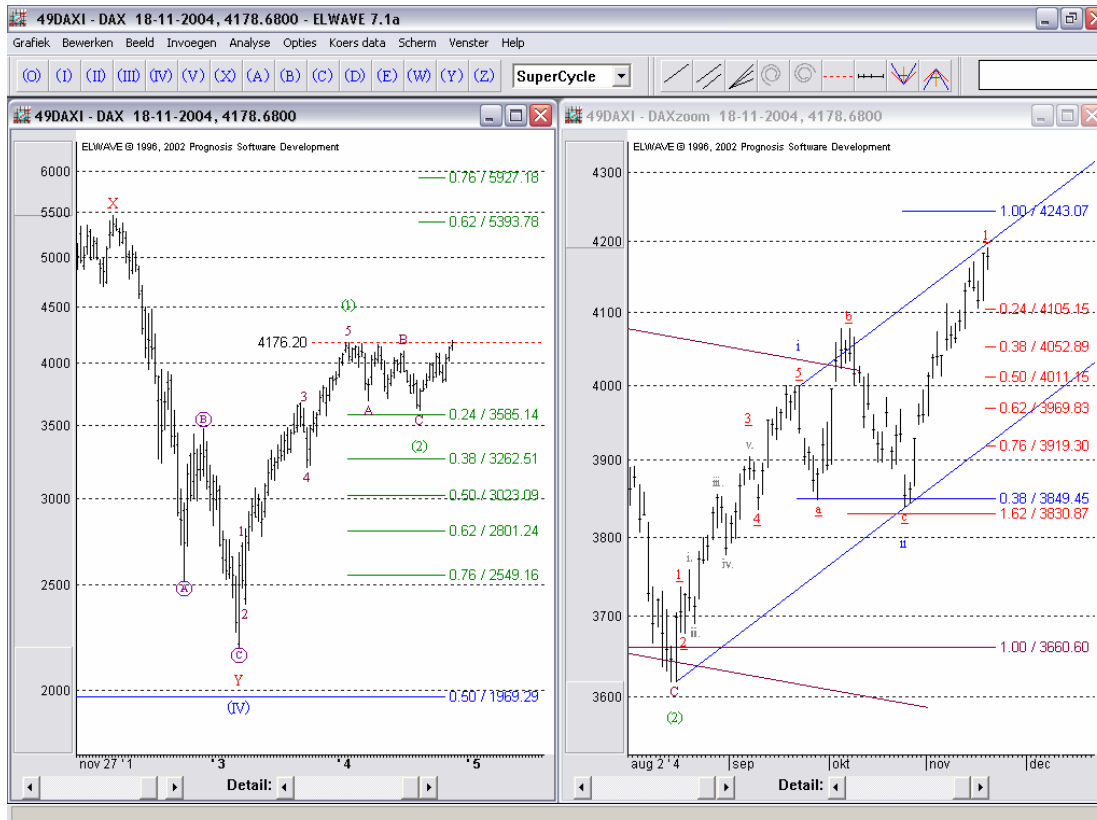 49DAXI - DAX 18-11-2004, 4178.6800 - ELWAVE 7.1a
Grafiek Bewerken Beeld Invoegen Analyse Opties Koers data Scherm Venster Help
(O) (I) (II) (III) (IV) (V) (X) (A) (B) (C) (D) (E) (W) (Y) (Z) SuperCycle
49DAXI - DAX 18-11-2004, 4178.6800
ELWAVE © 1996, 2002 Prognosis Software Development
6000
0.76 / 5927.18
X
5500
0.62 / 5393.78
5000
4500
(1)
5
4176.20
B
4000
3
A
0.24 / 3585.14
C
B
3500
(2)
4
0.38 / 3262.51
0.50 / 3023.09
3000
1
0.62 / 2801.24
0.76 / 2549.16
2500
A
2
C
Y
2000
0.50 / 1969.29
(IV)
nov 27 '1 '3 '4 '5
Detail:
49DAXI - DAXzoom 18-11-2004, 4178.6800
ELWAVE © 1996, 2002 Prognosis Software Development
4300
1.00 / 4243.07
4200
1
4100
b
0.24 / 4105.15
i
0.38 / 4052.89
5
0.50 / 4011.15
4000
0.62 / 3969.83
3
v.
0.76 / 3919.30
3900
iii.
0.38 / 3849.45
4
a
c
1.62 / 3830.87
ii
3800
iv.
i.
1
3700
ii.
2
1.00 / 3660.60
3600
C
(2)
aug 2 '4 sep okt nov dec
Detail: